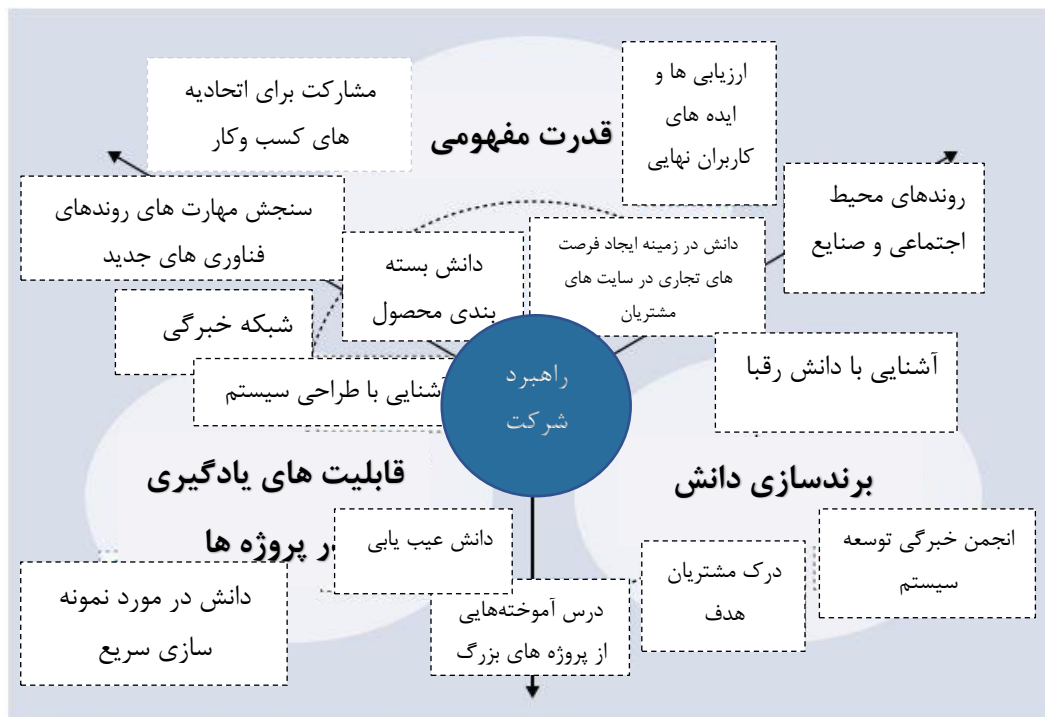 مشارکت برای اتحادیه
های کسب وکار
قدرت مفهومی
ارزیابی ها و
ایده های
کاربران نهایی
روندهای محیط
اجتماعی و صنایع
سنجش مهارت های روندهای
فناوری های جدید
دانش بسته
بندی محصول
دانش در زمینه ایجاد فرصت
های تجاری در سایت های
مشتریان
شبکه خبرگی
آشنایی با طراحی سیستم
راهبرد
شرکت
آشنایی با دانش رقبا
قابلیت های یادگیری
ر پروژه ها
برندسازی دانش
دانش عیب یابی
دانش در مورد نمونه
سازی سریع
درس آموخته‌هایی
از پروژه های بزرگ
درک مشتریان
هدف
انجمن خبرگی توسعه
سیستم